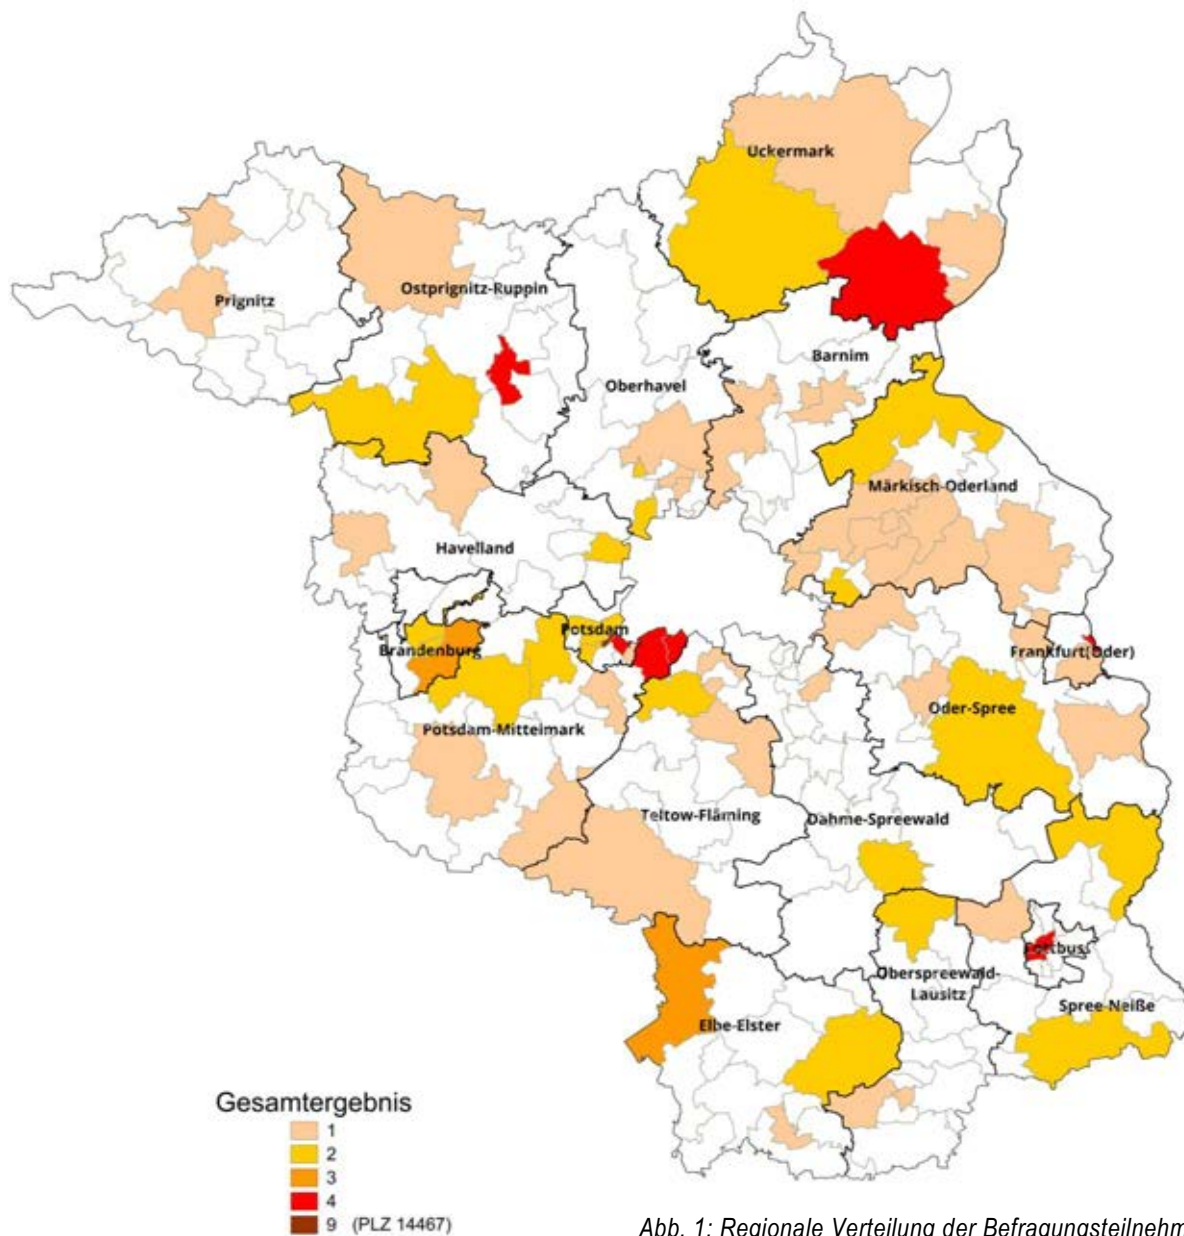 Uckermark
Prignitz
Ostprignitz-Ruppin
Barnim
Oberhavel
Märkisch-Oderland
Havelland
Potsdam
Brandenburg
Frankfurt(Oder)
Oder-Spree
Potsdam-Mittelmark
Teltow-Fläming
Dahme-Spreewald
Cottbus
Oberspreewald-
Lausitz
Spree-Neiße
Elbe-Elster
Gesamtergebnis
1
2
3
4
9 (PLZ 14467)
Abb. 1: Regionale Verteilung der Befragungsteilnehm